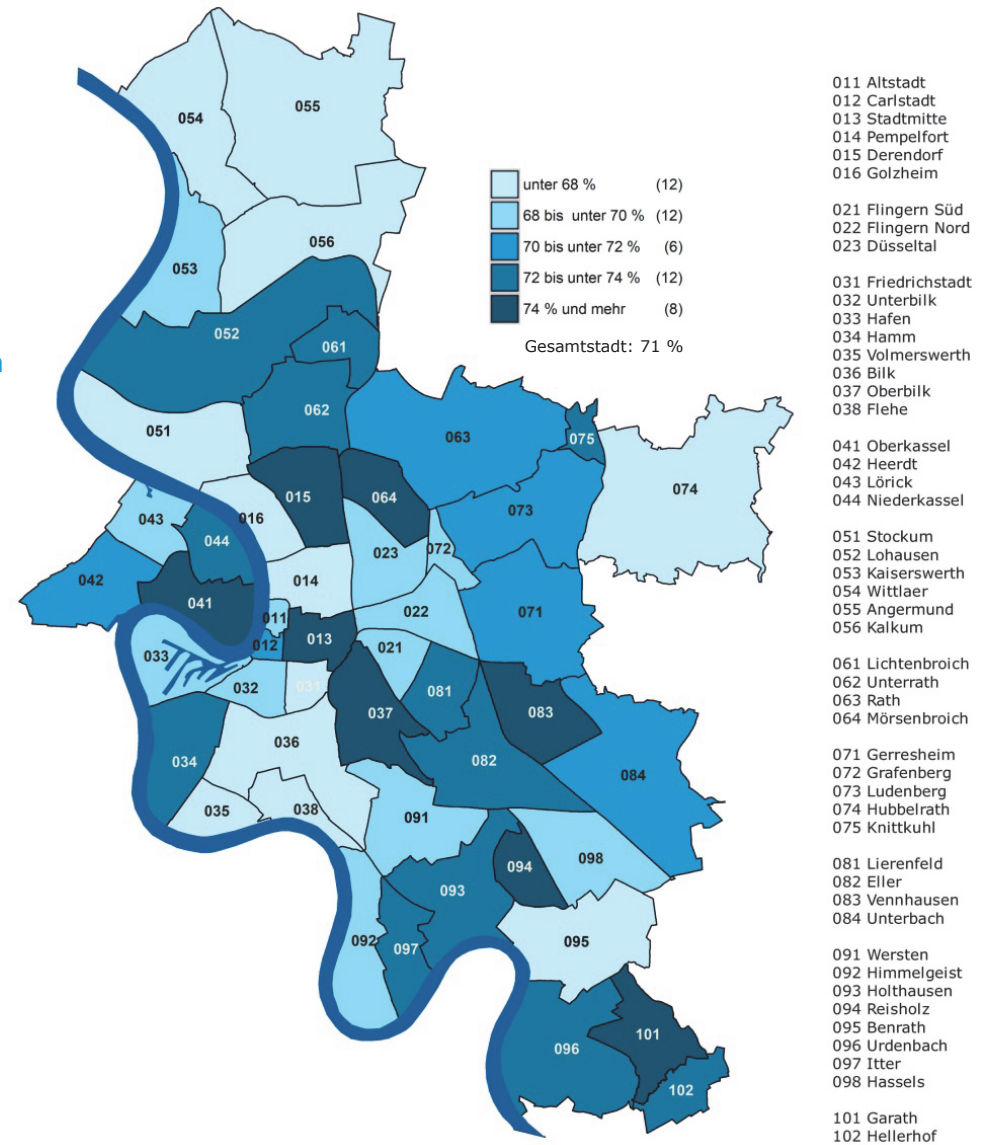 055
054
056
053
052
061
062
051
063
075
074
015
064
016
073
043
044
023
072
042
014
041
011
022
071
013
012
021
033
031
032
081
037
083
036
034
082
084
035
038
091
094
098
093
092
097
095
101
096
102
unter 68 % (12)
68 bis unter 70 % (12)
70 bis unter 72 % (6)
72 bis unter 74 % (12)
74 % und mehr (8)
Gesamtstadt: 71 %
011 Altstadt
012 Carlstadt
013 Stadtmitte
014 Pempelfort
015 Derendorf
016 Golzheim
021 Flingern Süd
022 Flingern Nord
023 Düsseltal
031 Friedrichstadt
032 Unterbilk
033 Hafen
034 Hamm
035 Volmerswerth
036 Bilk
037 Oberbilk
038 Flehe
041 Oberkassel
042 Heerdt
043 Lörick
044 Niederkassel
051 Stockum
052 Lohausen
053 Kaiserswerth
054 Wittlaer
055 Angermund
056 Kalkum
061 Lichtenbroich
062 Unterrath
063 Rath
064 Mörsenbroich
071 Gerresheim
072 Grafenberg
073 Ludenberg
074 Hubbelrath
075 Knittkuhl
081 Lierenfeld
082 Eller
083 Vennhausen
084 Unterbach
091 Wersten
092 Himmelgeist
093 Holthausen
094 Reisholz
095 Benrath
096 Urdenbach
097 Itter
098 Hassels
101 Garath
102 Hellerhof